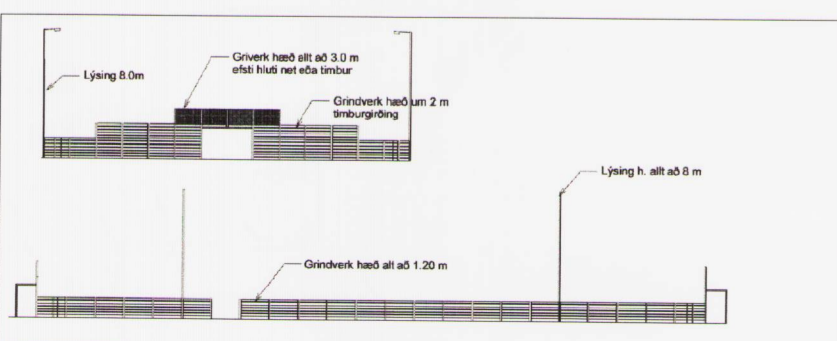 Griverk hæð allt að 3.0 m
efsti hluti net eða timbur
Lýsing 8.0m
Grindverk hæð um 2 m
timburgirðing
Lýsing h. allt að 8 m
Grindverk hæð alt að 1.20 m